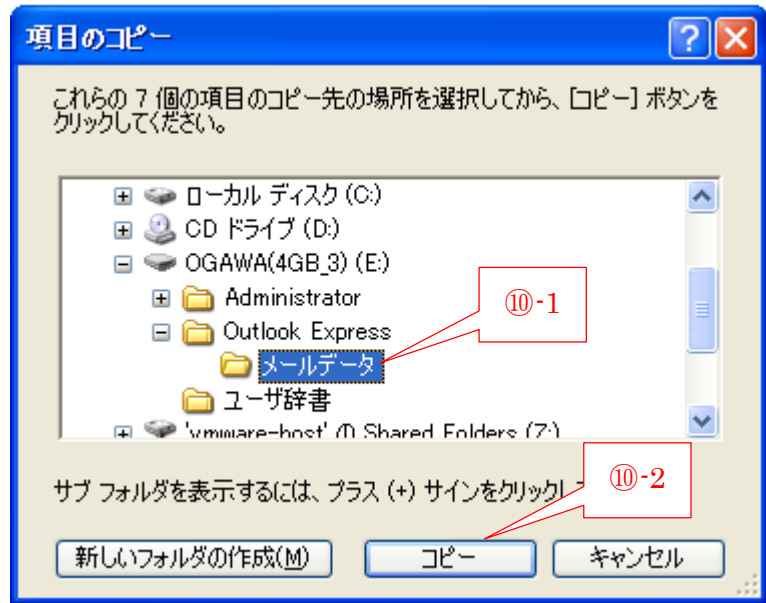 項目のコピー
これらの 7 個の項目のコピー先の場所を選択してから、[コピー] ボタンを
クリックしてください。
ローカル ディスク (C:)
CD ドライブ (D:)
OGAWA(4GB_3) (E:)
Administrator
⑩-1
Outlook Express
メールデータ
ユーザ辞書
'vmware-host' の Shared Folders (Z:)
サブ フォルダを表示するには、プラス (+) サインをクリックし
⑩-2
新しいフォルダの作成(M)
コピー
キャンセル